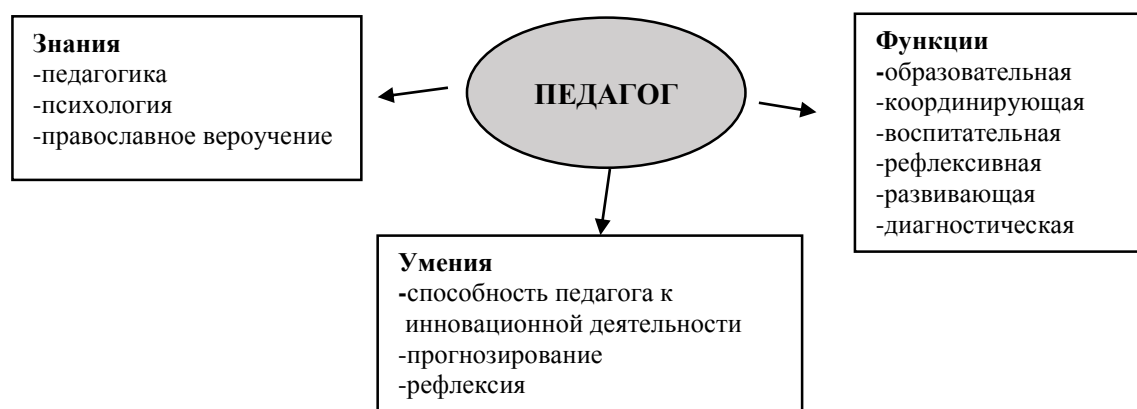 Знания
-педагогика
-психология
-православное вероучение
ПЕДАГОГ
Функции
-образовательная
-координирующая
-воспитательная
-рефлексивная
-развивающая
-диагностическая
Умения
-способность педагога к
инновационной деятельности
-прогнозирование
-рефлексия